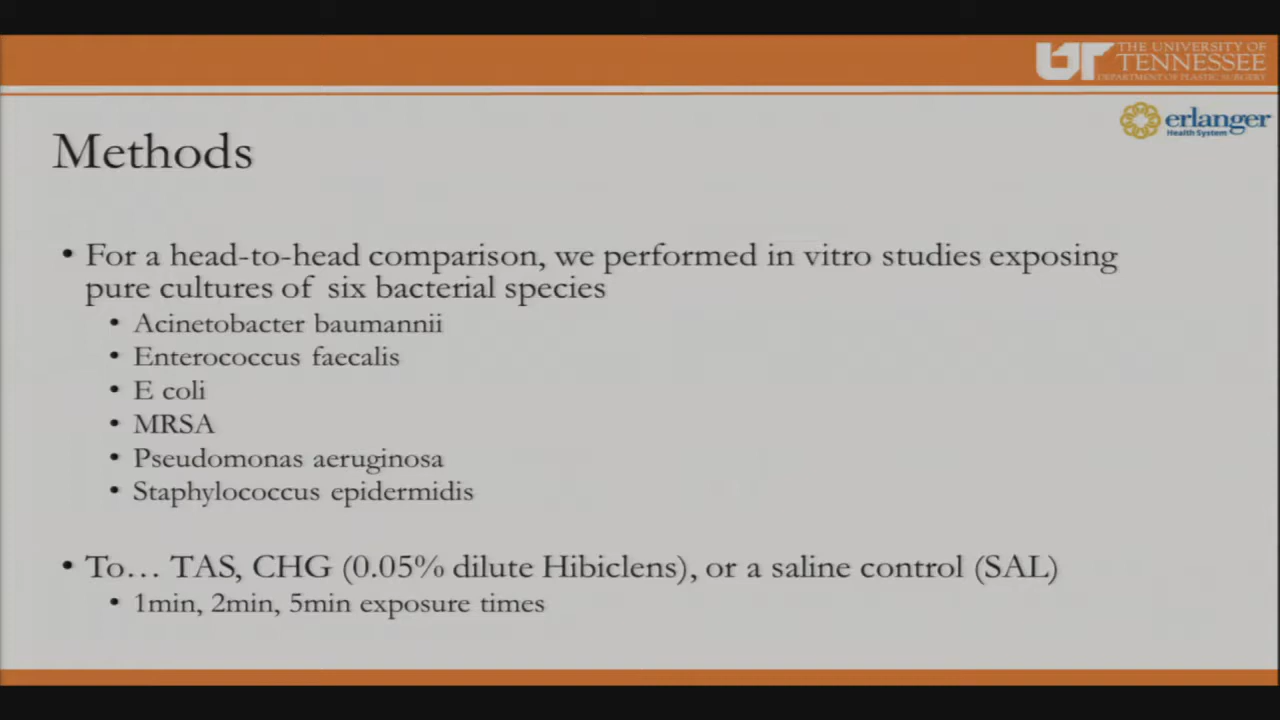 UT THE UNIVERSITY OF
TENNESSEE
DEPARTMENT OF PLASTIC SURGERY
erlanger
Health System
Methods
• For a head-to-head comparison, we performed in vitro studies exposing
pure cultures of six bacterial species
• Acinetobacter baumannii
• Enterococcus faecalis
• E coli
• MRSA
• Pseudomonas aeruginosa
• Staphylococcus epidermidis
• To… TAS, CHG (0.05% dilute Hibiclens), or a saline control (SAL)
• 1min, 2min, 5min exposure times